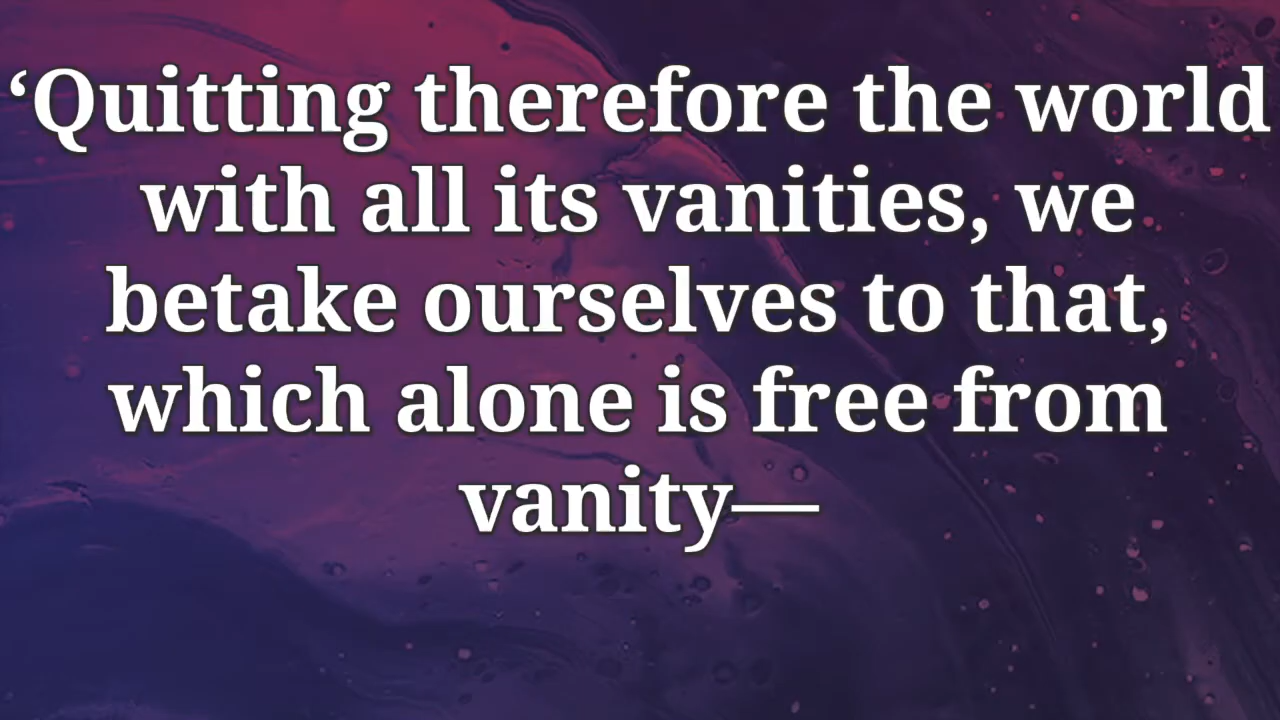 ‘Quitting therefore the world
with all its vanities, we
betake ourselves to that,
which alone is free from
vanity—